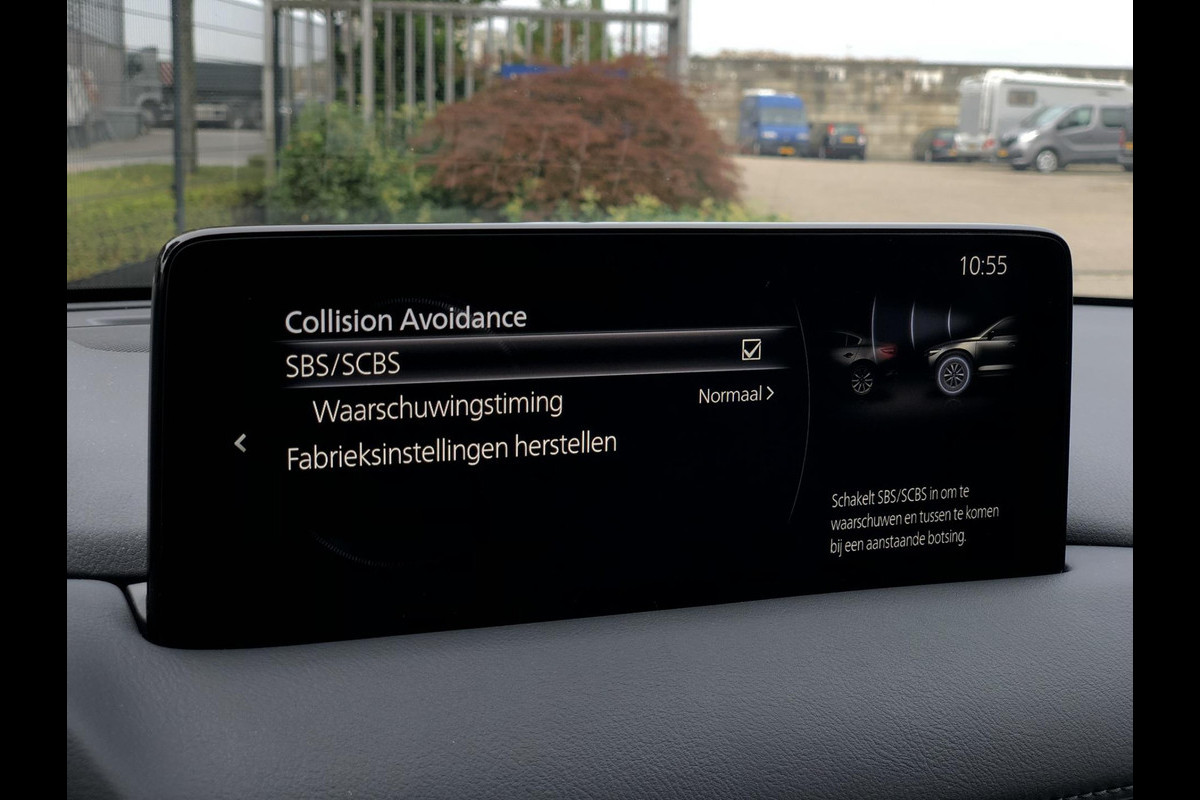 10:55
Collision Avoidance
SBS/SCBS
Waarschuwingstiming Normaal
Fabrieksinstellingen herstellen
Schakelt SBS/SCBS in om te
waarschuwen en tussen te komen
bij een aanstaande botsing.